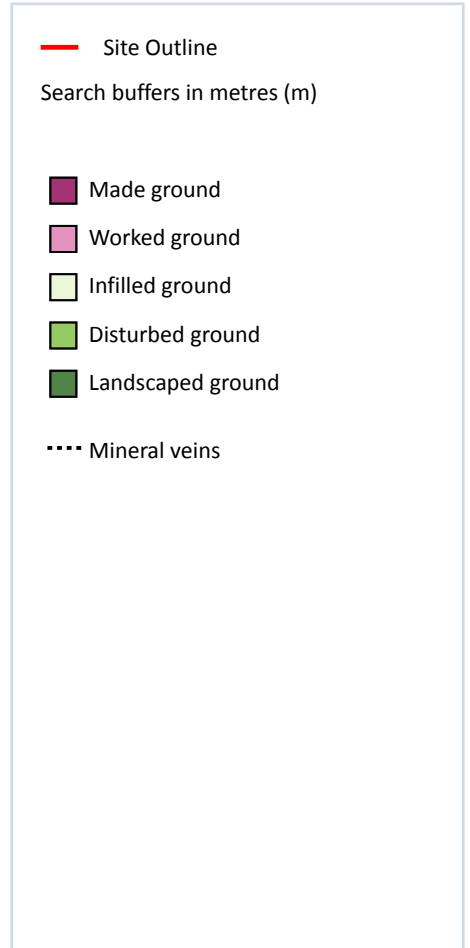 Site Outline
Search buffers in metres (m)
Made ground
Worked ground
Infilled ground
Disturbed ground
Landscaped ground
Mineral veins